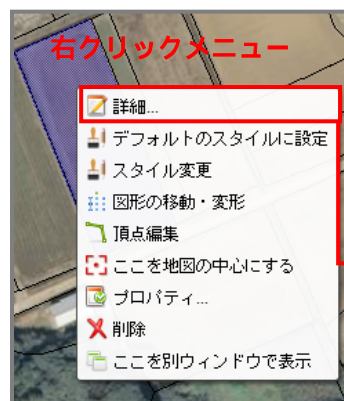 右クリックメニュー
詳細...
デフォルトのスタイルに設定
スタイル変更
図形の移動・変形
頂点編集
ここを地図の中心にする
プロパティ...
削除
ここを別ウィンドウで表示